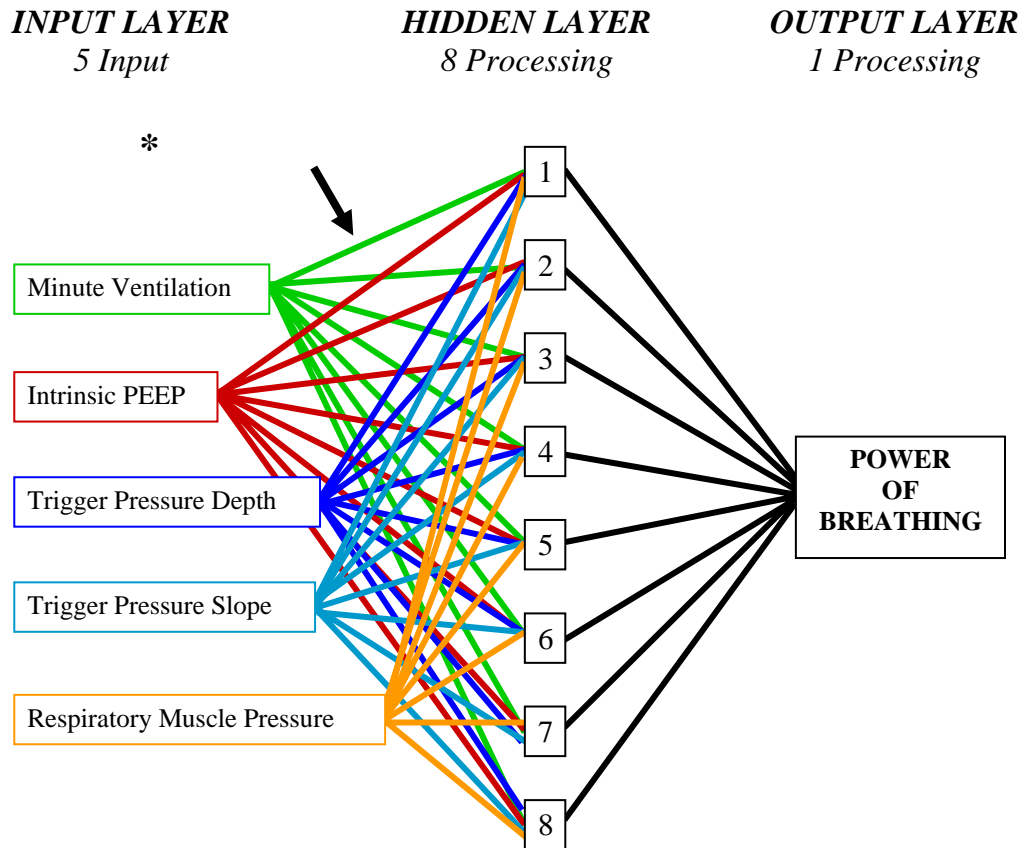 INPUT LAYER
5 Input
HIDDEN LAYER
8 Processing
OUTPUT LAYER
1 Processing
*
Minute Ventilation
Intrinsic PEEP
Trigger Pressure Depth
Trigger Pressure Slope
Respiratory Muscle Pressure
1
2
3
4
5
6
7
8
POWER
OF
BREATHING